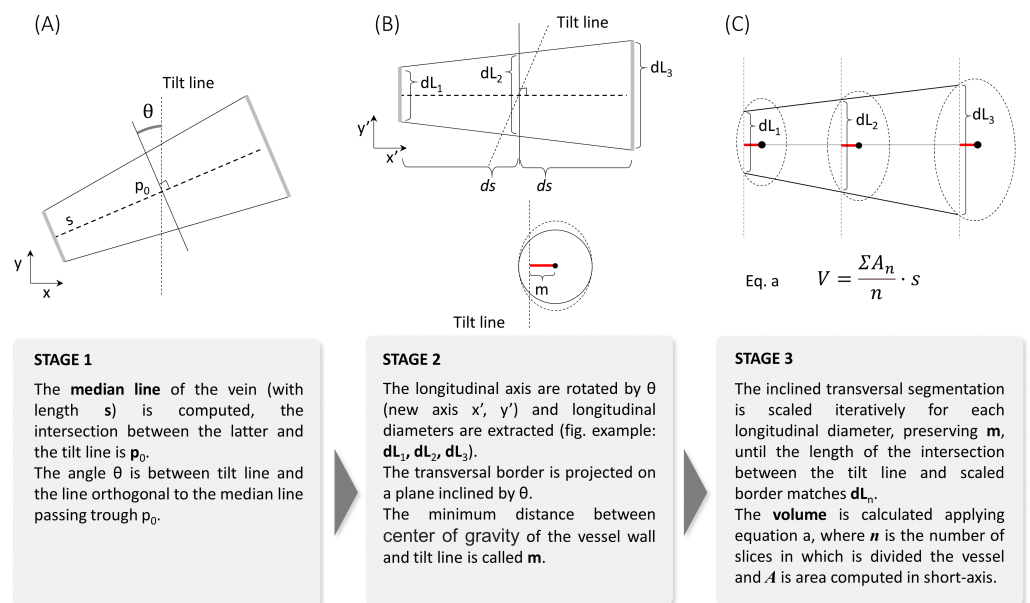 (A)
Tilt line
θ
p0
s
y
x
(B)
Tilt line
dL1
dL2
dL3
y’
x’
ds
ds
m
Tilt line
(C)
dL1
dL2
dL3
Eq. a
V = ΣAn / n · s
STAGE 1
The median line of the vein (with
length s) is computed, the
intersection between the latter and
the tilt line is p0.
The angle θ is between tilt line and
the line orthogonal to the median line
passing trough p0.
STAGE 2
The longitudinal axis are rotated by θ
(new axis x’, y’) and longitudinal
diameters are extracted (fig. example:
dL1, dL2, dL3).
The transversal border is projected on
a plane inclined by θ.
The minimum distance between
center of gravity of the vessel wall
and tilt line is called m.
STAGE 3
The inclined transversal segmentation
is scaled iteratively for each
longitudinal diameter, preserving m,
until the length of the intersection
between the tilt line and scaled
border matches dLn.
The volume is calculated applying
equation a, where n is the number of
slices in which is divided the vessel
and A is area computed in short-axis.